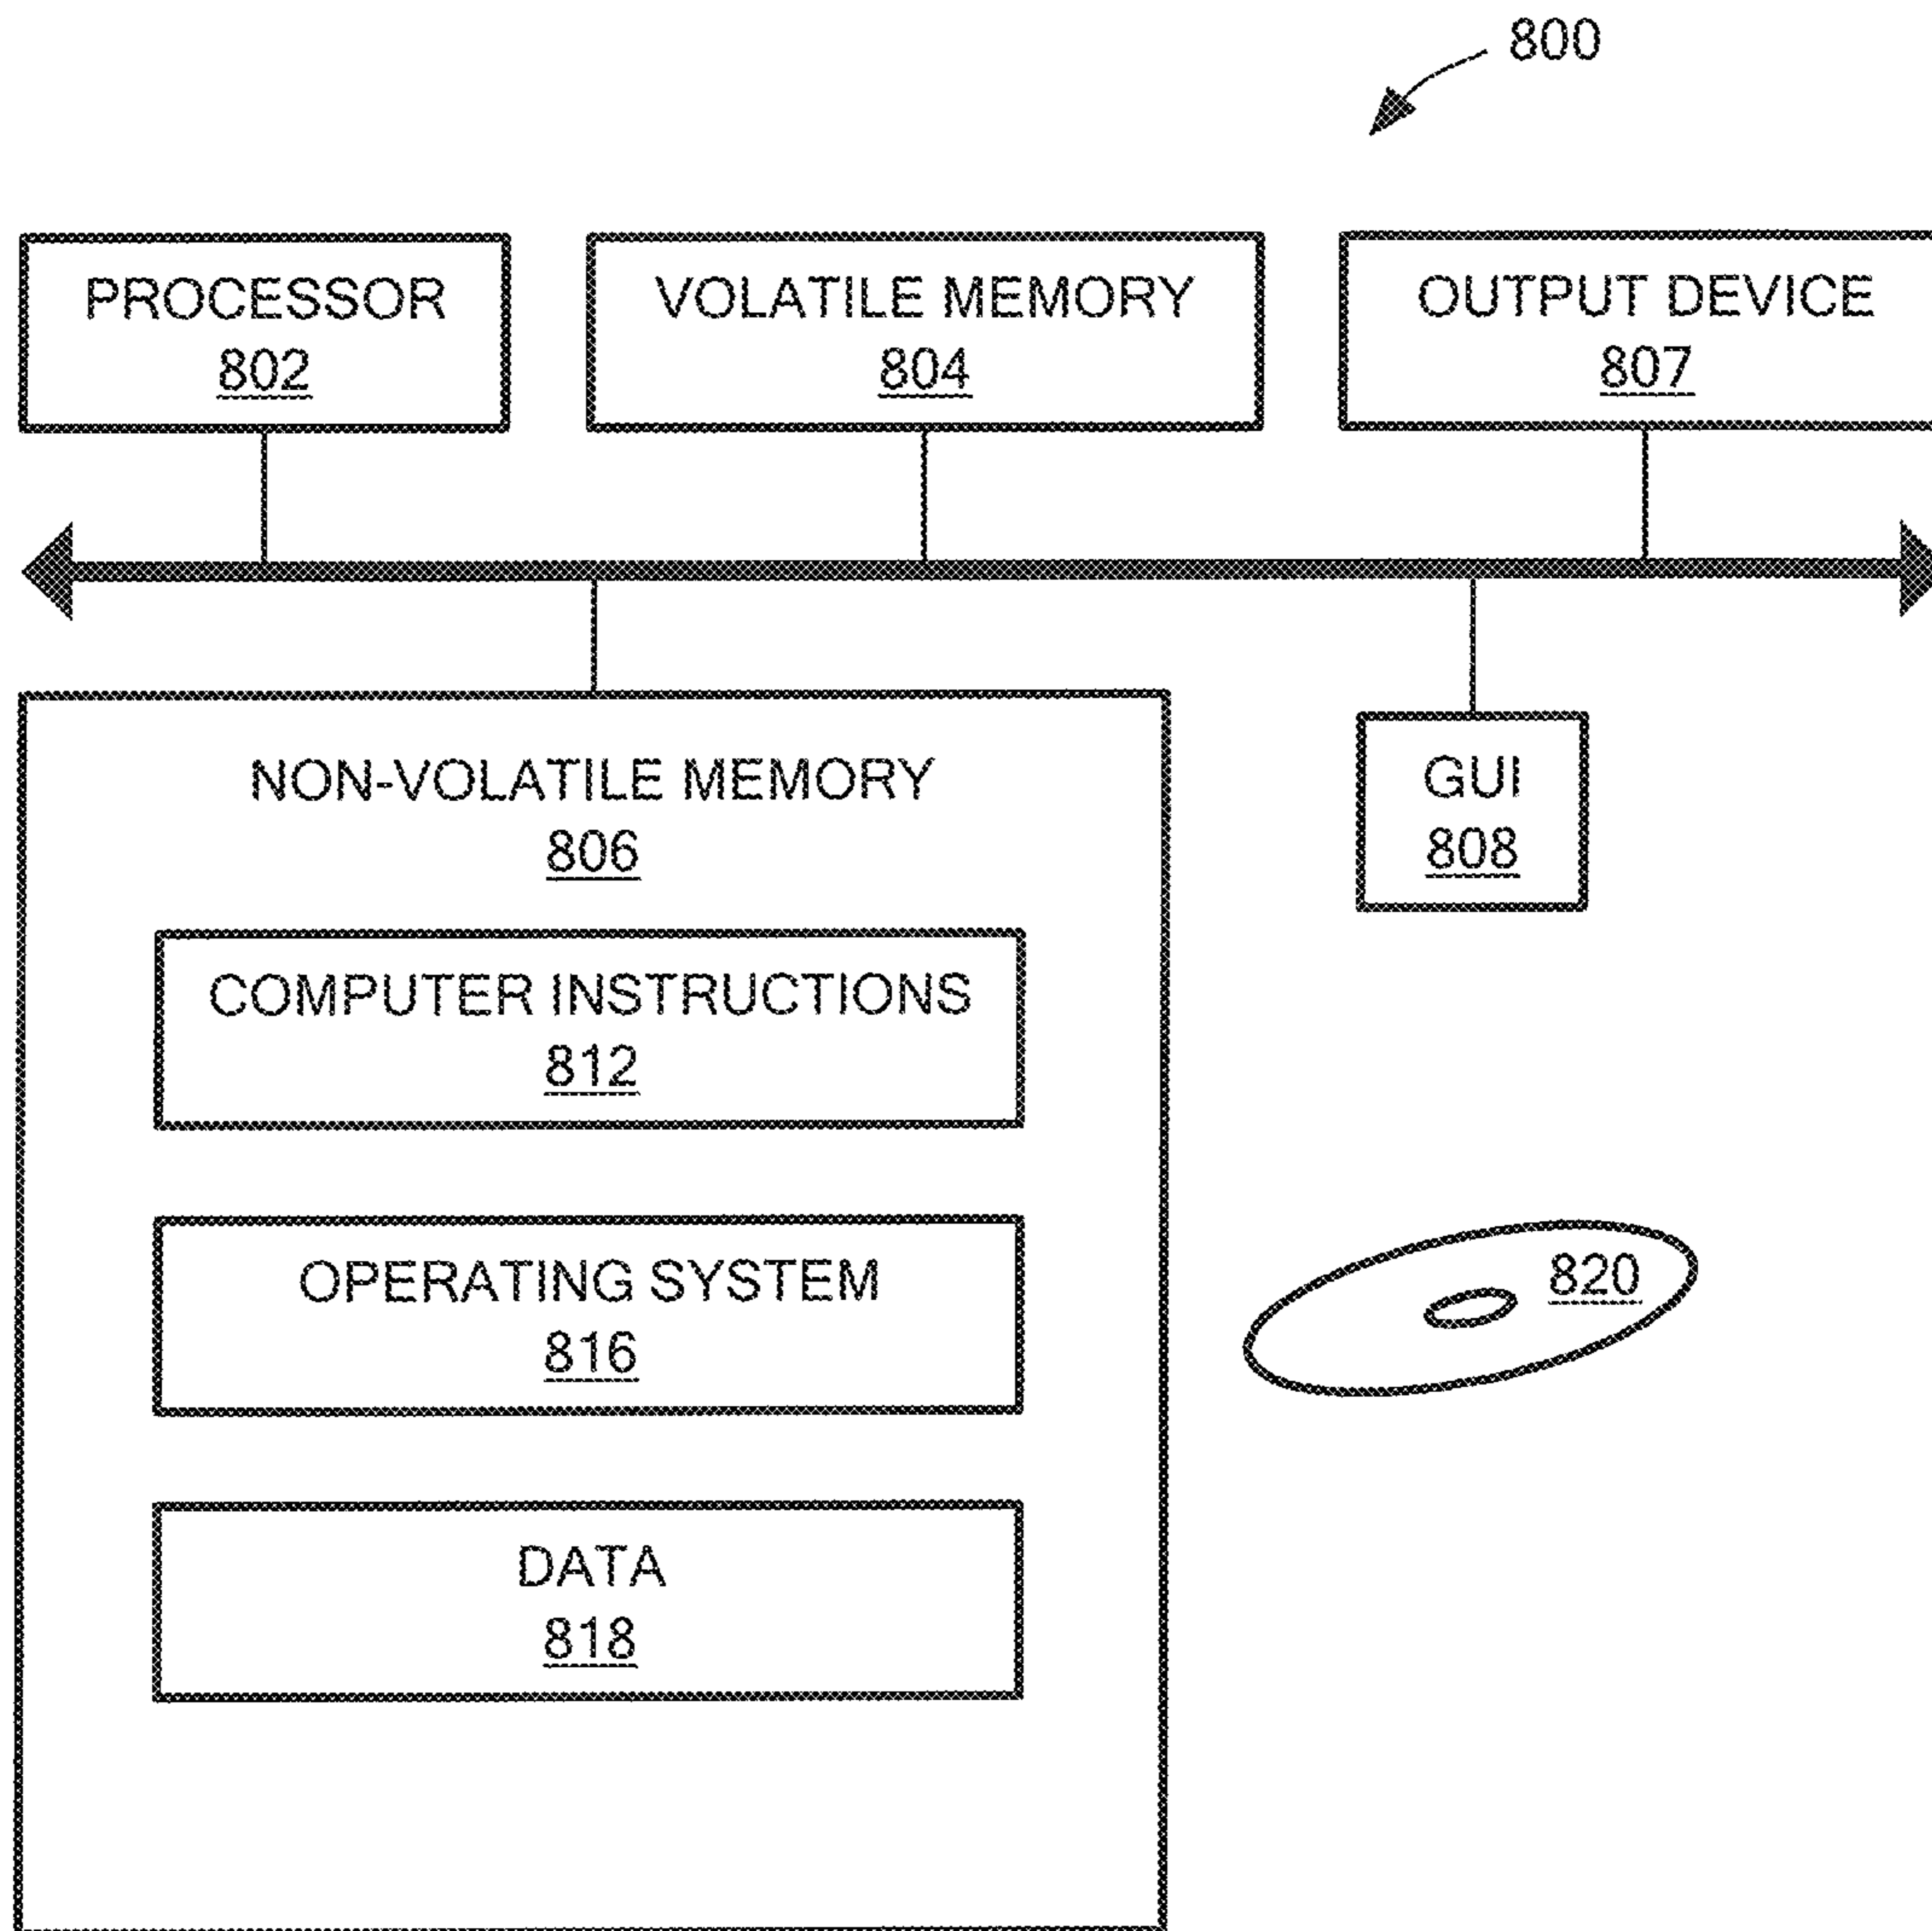 800
PROCESSOR
802
VOLATILE MEMORY
804
OUTPUT DEVICE
807
NON-VOLATILE MEMORY
806
GUI
808
COMPUTER INSTRUCTIONS
812
OPERATING SYSTEM
816
820
DATA
818